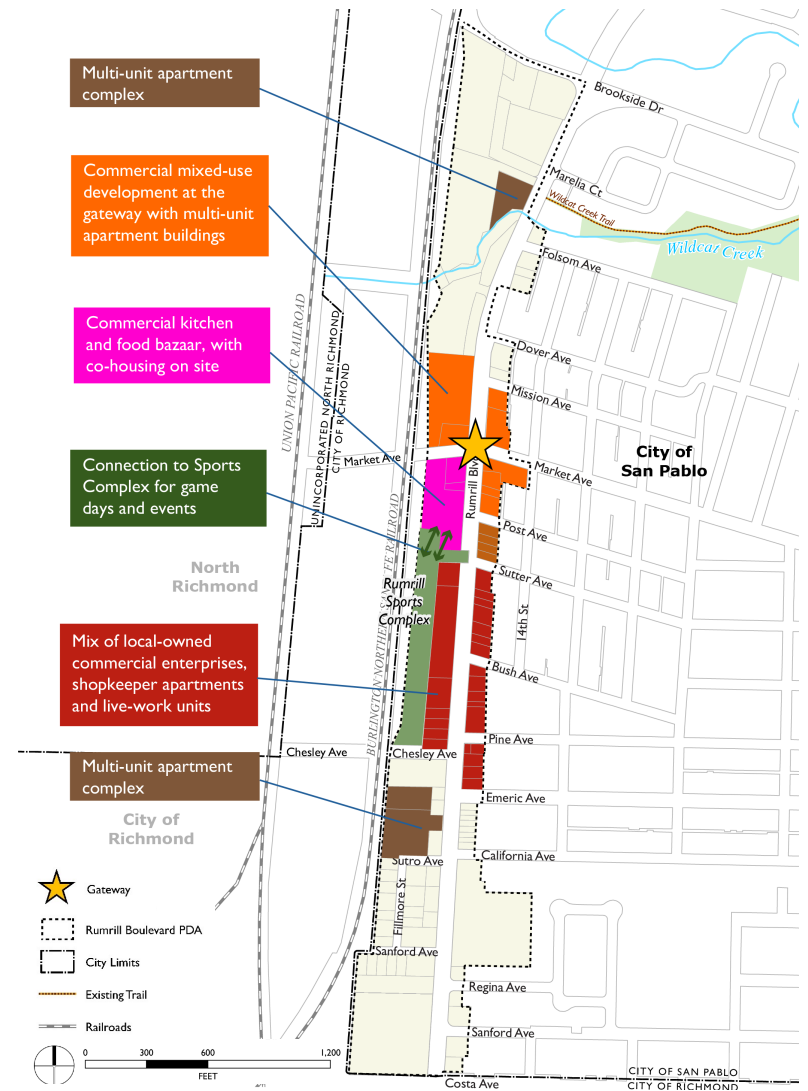 Multi-unit apartment
complex
Brookside Dr
Commercial mixed-use
development at the
gateway with multi-unit
apartment buildings
Marelia Ct
Wildcat Creek Trail
Wildcat Creek
Folsom Ave
Commercial kitchen
and food bazaar, with
co-housing on site
UNION PACIFIC RAILROAD
UNINCORPORATED NORTH RICHMOND
CITY OF RICHMOND
Dover Ave
Mission Ave
Market Ave
Rumrill Blv
Market Ave
City of
San Pablo
Connection to Sports
Complex for game
days and events
Post Ave
Sutter Ave
North
Richmond
Rumrill
Sports
Complex
BURLINGTON NORTHE SAN FE RAILROAD
14th St
Mix of local-owned
commercial enterprises,
shopkeeper apartments
and live-work units
Bush Ave
Pine Ave
Chesley Ave
Chesley Ave
Multi-unit apartment
complex
Emeric Ave
City of
Richmond
California Ave
Sutro Ave
Fillmore St
Gateway
Rumrill Boulevard PDA
Sanford Ave
City Limits
Regina Ave
Existing Trail
Railroads
Sanford Ave
0 300 600 1,200
FEET
CITY OF SAN PABLO
CITY OF RICHMOND
Costa Ave